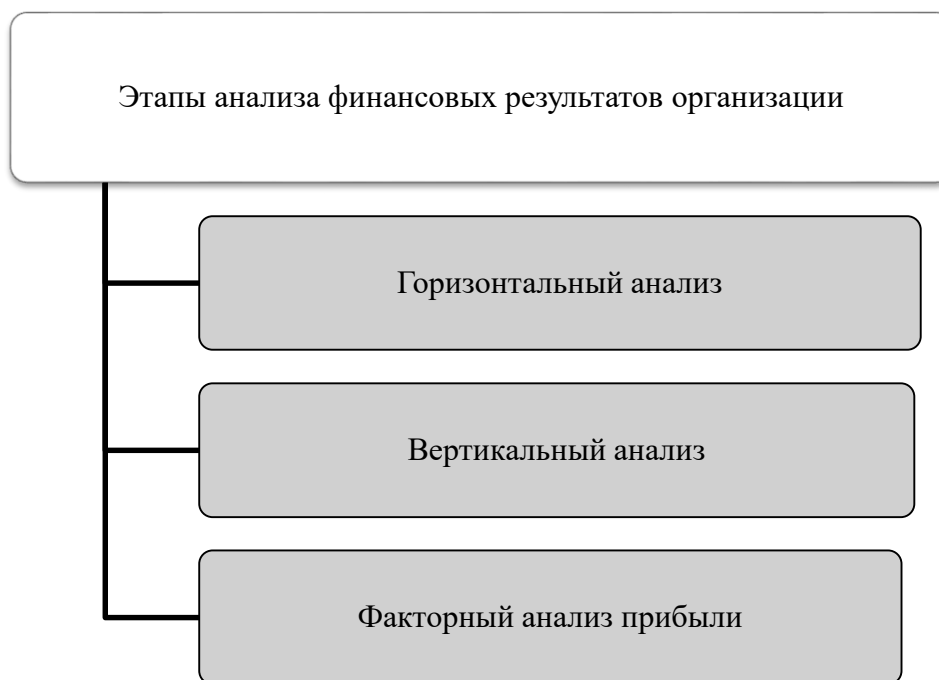 Этапы анализа финансовых результатов организации
Горизонтальный анализ
Вертикальный анализ
Факторный анализ прибыли